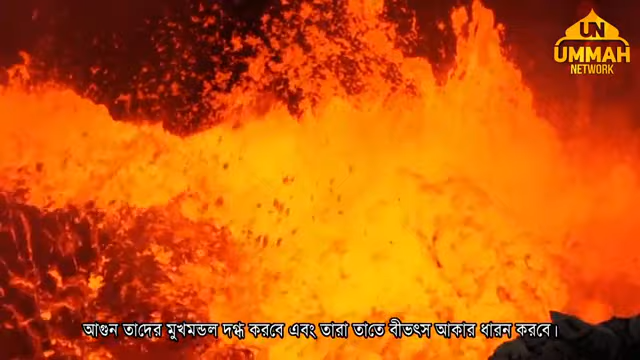 UN
UMMAH
NETWORK
আগুন তাদের মুখমন্ডল দগ্ধ করবে এবং তারা তাতে বীভৎস আকার ধারন করবে।